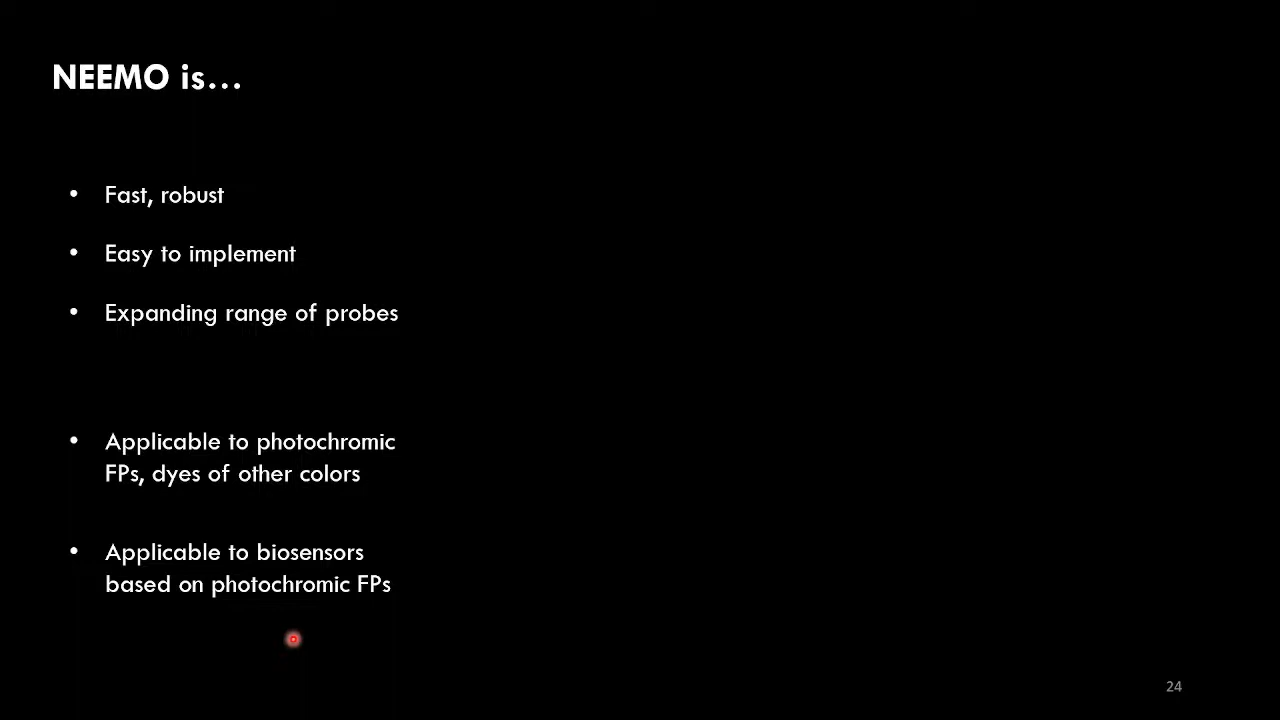 NEEMO is...
• Fast, robust
• Easy to implement
• Expanding range of probes
• Applicable to photochromic
FPs, dyes of other colors
• Applicable to biosensors
based on photochromic FPs
24